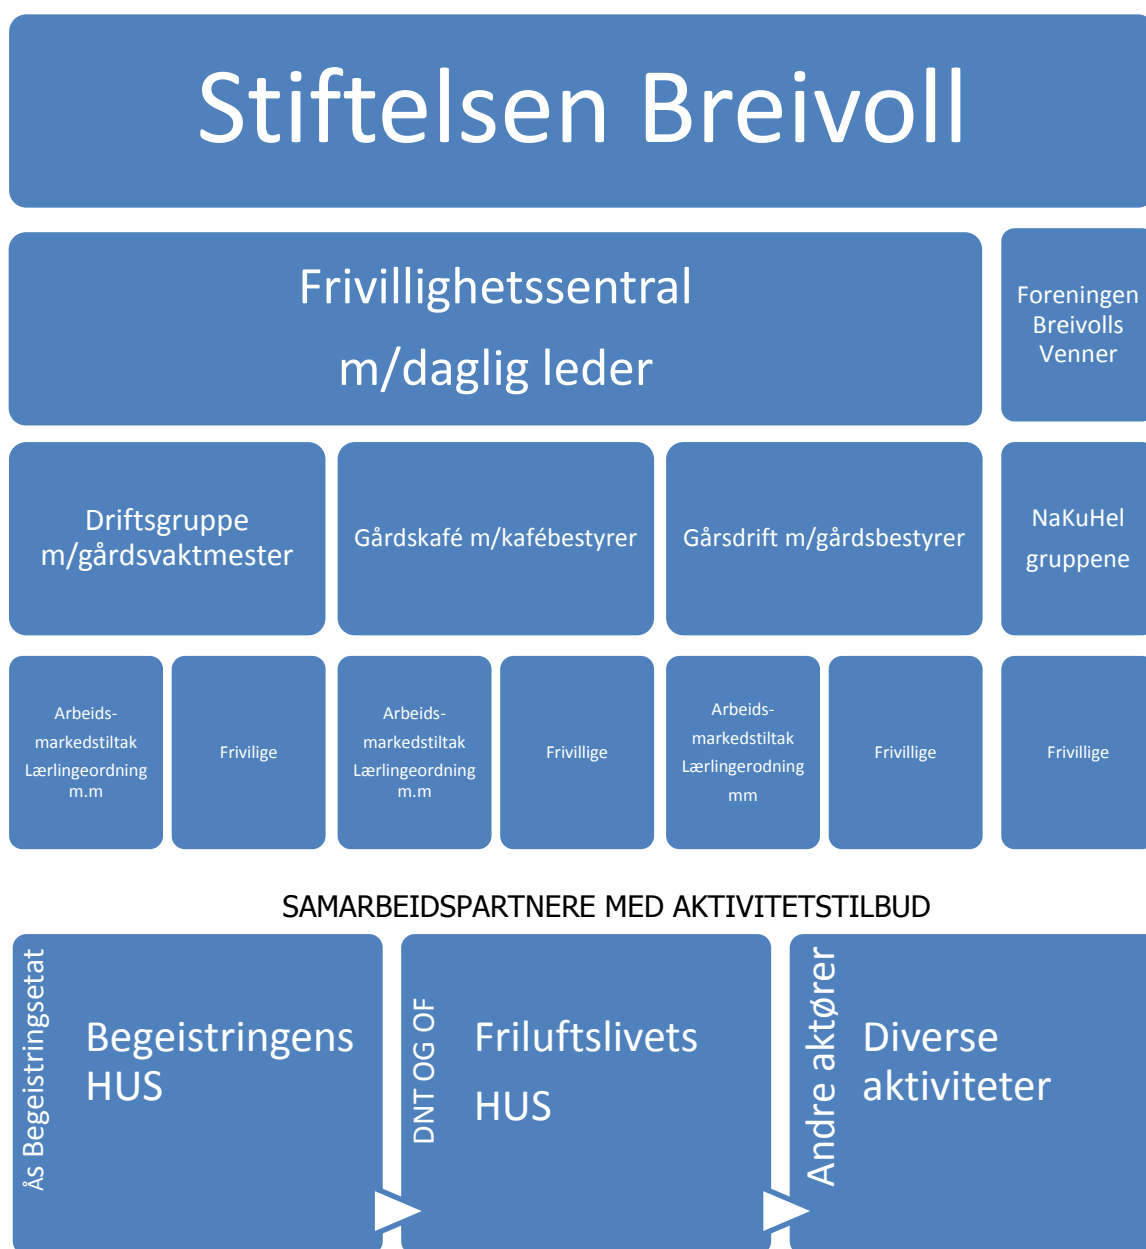 Stiftelsen Breivoll
Frivillighetssentral
m/daglig leder
Foreningen
Breivolls
Venner
Driftsgruppe
m/gårdsvaktmester
Gårdskafé m/kafébestyrer
Gårsdrift m/gårdsbestyrer
NaKuHel
gruppene
Arbeids-
markedstiltak
Lærlingeordning
m.m
Frivilige
Arbeids-
markedstiltak
Lærlingeordning
m.m
Frivillige
Arbeids-
markedstiltak
Lærlingerodning
mm
Frivillige
Frivillige
SAMARBEIDSPARTNERE MED AKTIVITETSTILBUD
Ås Begeistringsetat
Begeistringens
HUS
DNT OG OF
Friluftslivets
HUS
Andre aktører
Diverse
aktiviteter